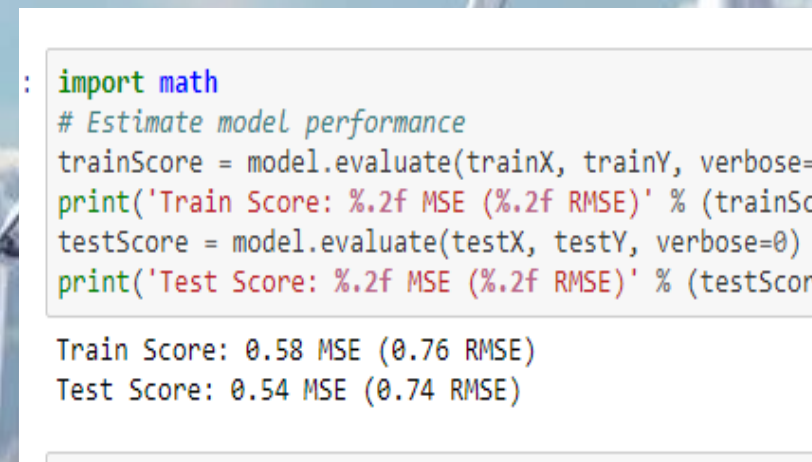 :
import math
# Estimate model performance
trainScore = model.evaluate(trainX, trainY, verbose=
print('Train Score: %.2f MSE (%.2f RMSE)' % (trainSc
testScore = model.evaluate(testX, testY, verbose=0)
print('Test Score: %.2f MSE (%.2f RMSE)' % (testScor
Train Score: 0.58 MSE (0.76 RMSE)
Test Score: 0.54 MSE (0.74 RMSE)